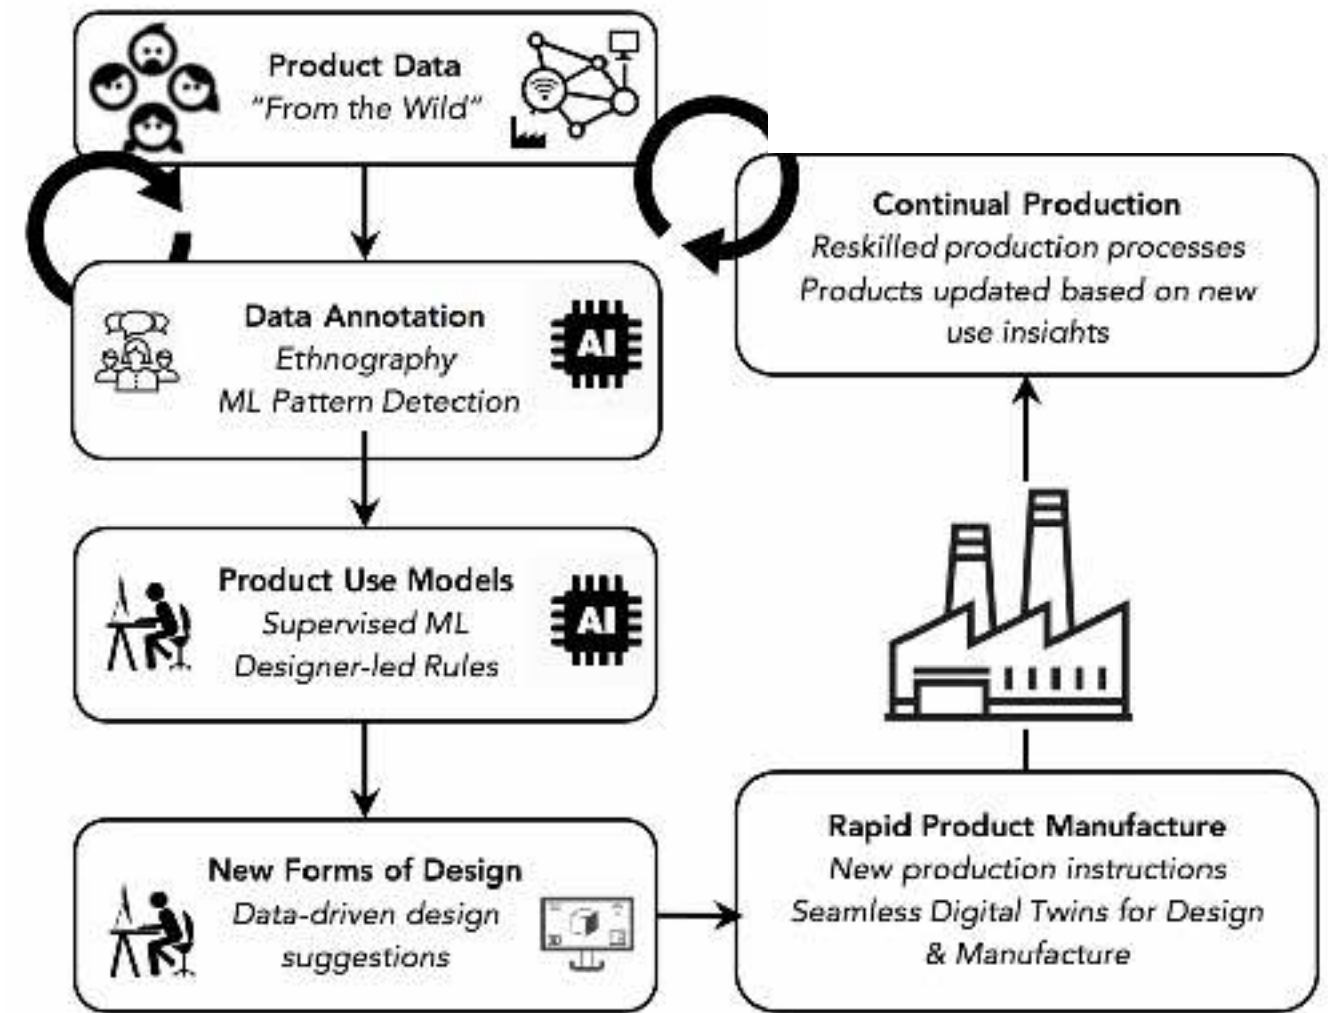 Product Data
"From the Wild"
Data Annotation
Ethnography
ML Pattern Detection
AI
Product Use Models
Supervised ML
Designer-led Rules
AI
New Forms of Design
Data-driven design
suggestions
3D
Rapid Product Manufacture
New production instructions
Seamless Digital Twins for Design
& Manufacture
Continual Production
Reskilled production processes
Products updated based on new
use insights